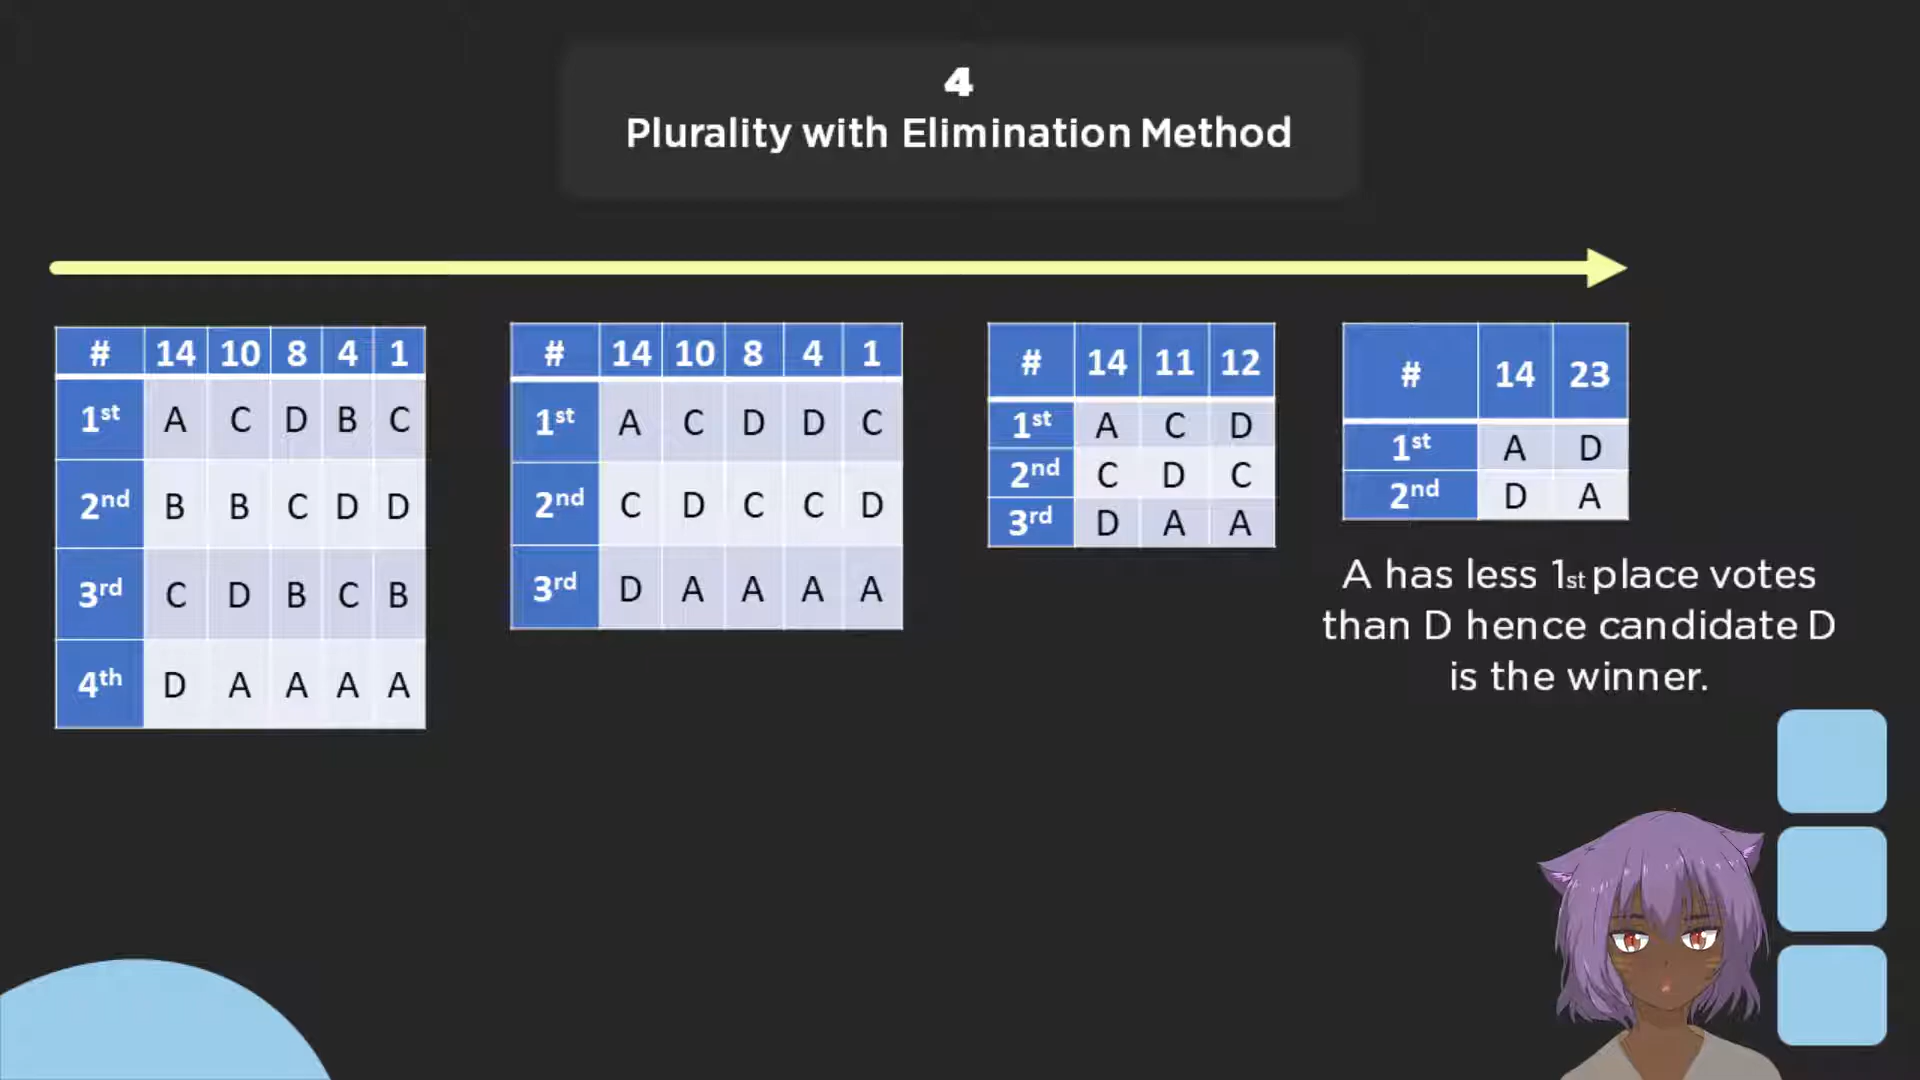 4
Plurality with Elimination Method
# 14 10 8 4 1
1st A C D B C
2nd B B C D D
3rd C D B C B
4th D A A A A
# 14 10 8 4 1
1st A C D D C
2nd C D C C D
3rd D A A A A
# 14 11 12
1st A C D
2nd C D C
3rd D A A
# 14 23
1st A D
2nd D A
A has less 1st place votes
than D hence candidate D
is the winner.